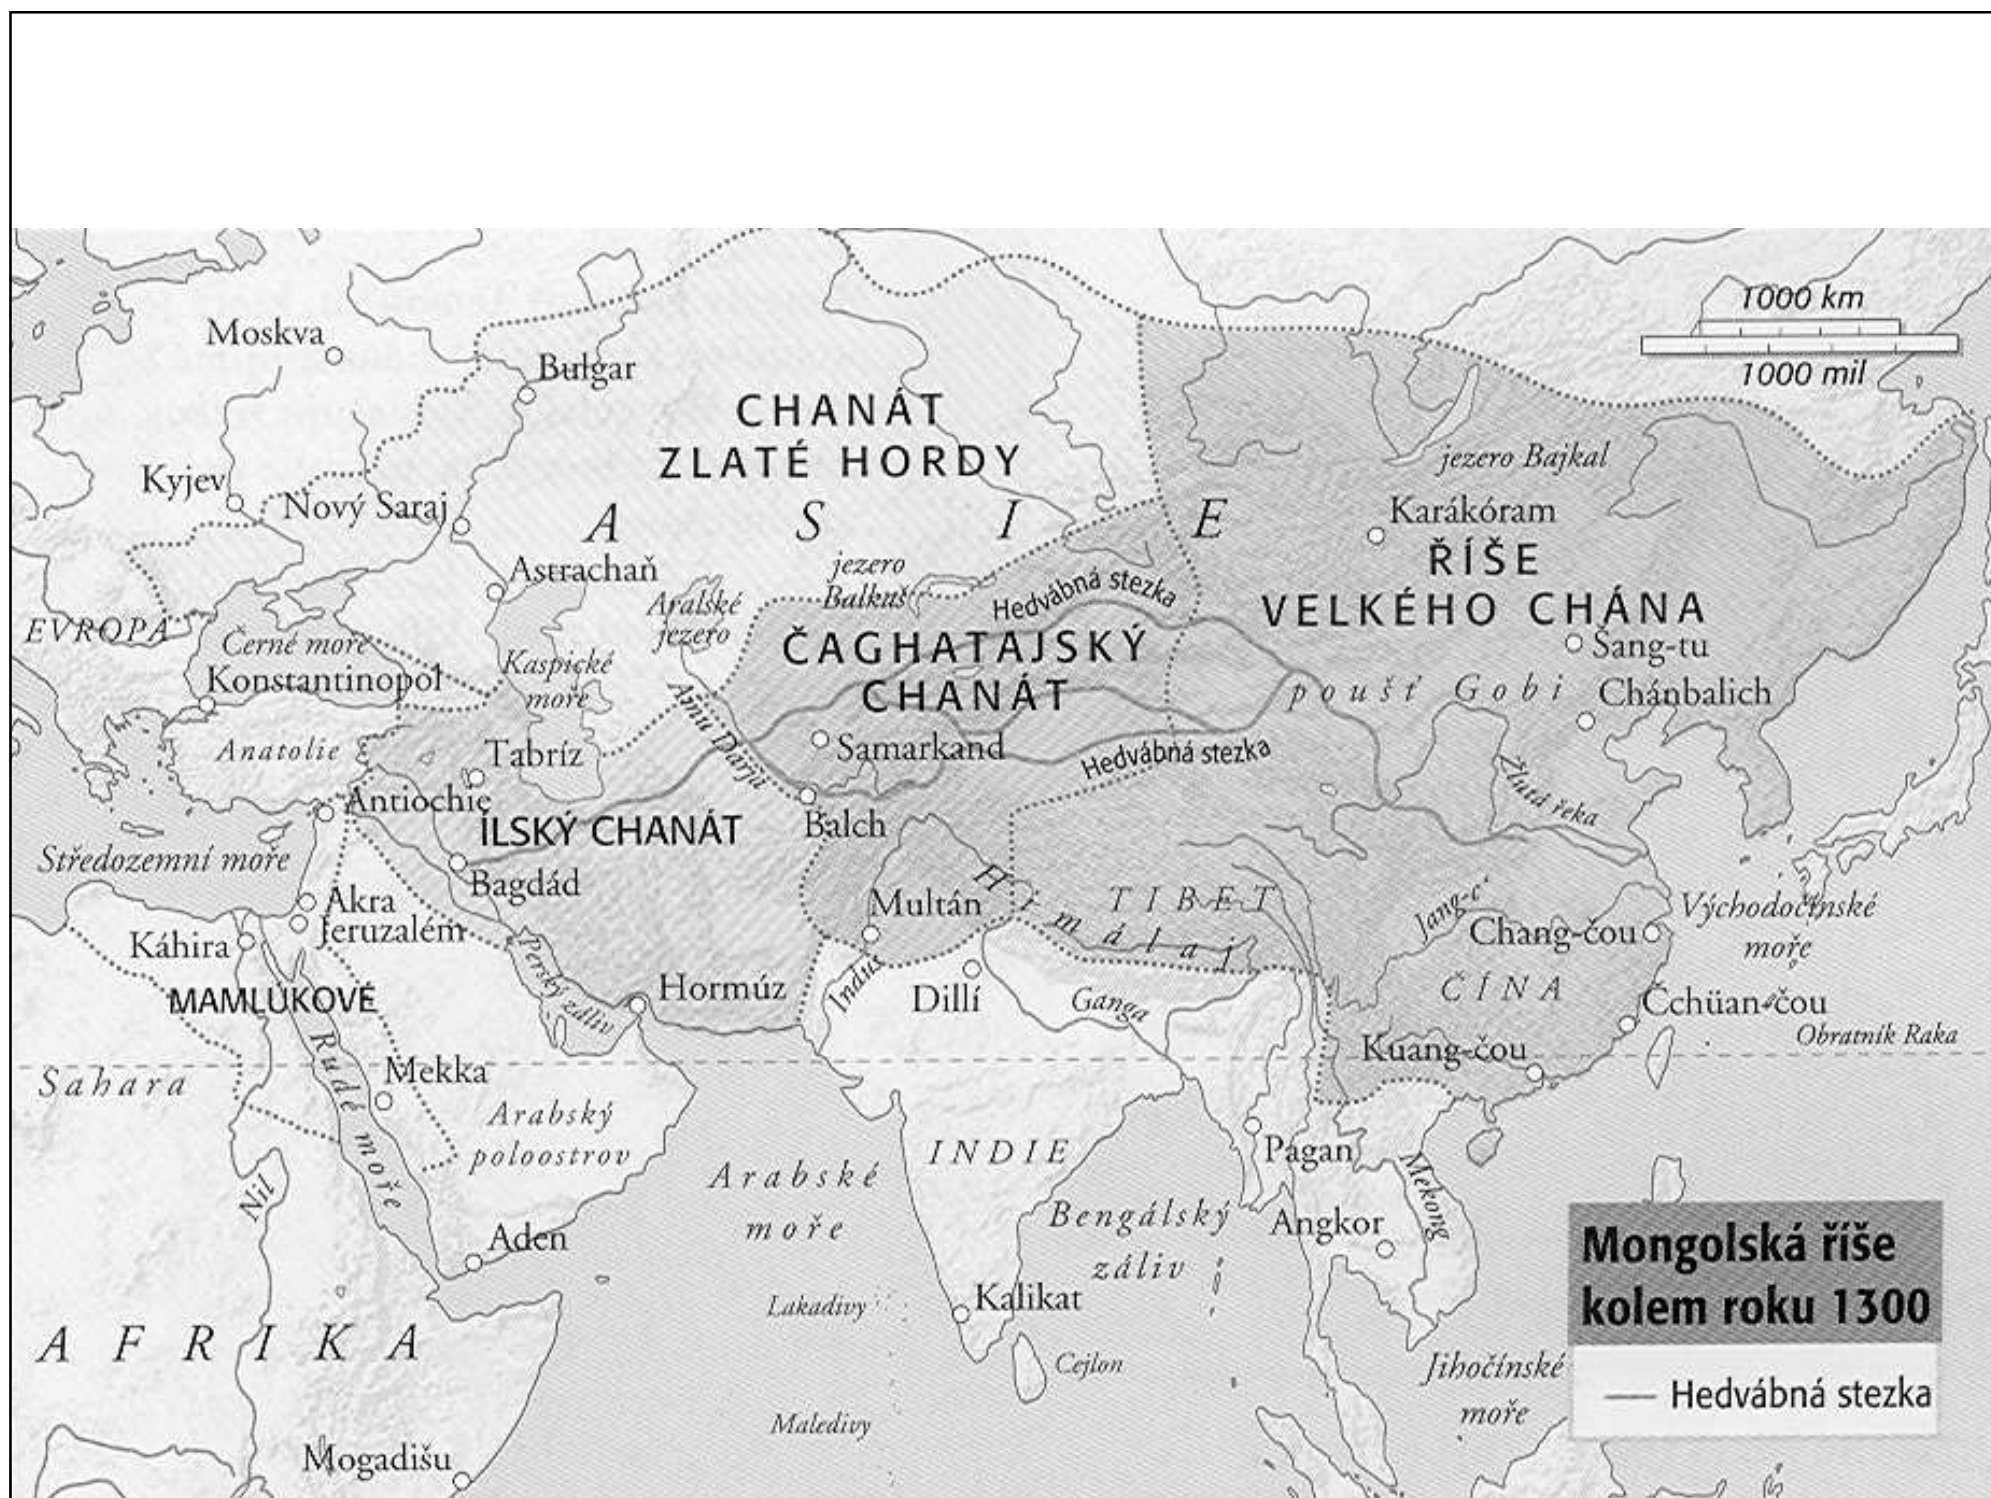 1000 km
1000 mil
Moskva
Bulgar
CHANÁT
ZLATÉ HORDY
jezero Bajkal
Kyjev
Nový Saraj
Karákóram
A S I E
ŘÍŠE
VELKÉHO CHÁNA
Astrachaň
jezero
Balkuš
Aralské
jezero
Hedvábná stezka
EVROPA
Černé moře
Kaspické
moře
ČAGHATAJSKÝ
CHANÁT
Šang-tu
Konstantinopol
Amu Darja
poušť Gobi
Chánbalich
Anatolie
Tabríz
Samarkand
Hedvábná stezka
Žlutá řeka
Antiochie
ÍLSKÝ CHANÁT
Balch
Středozemní moře
Bagdád
Akra
Jeruzalém
Multán
Himálaj
TIBET
Jang-c'
Východočínské
moře
Chang-čou
Káhira
Perský záliv
MAMLÚKOVÉ
Hormúz
Indus
Dillí
Ganga
ČÍNA
Čchüan-čou
Obratník Raka
Kuang-čou
Sahara
Rudé moře
Mekka
Arabský
poloostrov
Arabské
moře
INDIE
Pagan
Mekong
Nil
Aden
Bengálský
záliv
Angkor
Lakadivy
Kalikat
AFRIKA
Cejlon
Maledivy
Jihočínské
moře
Mogadišu
Mongolská říše
kolem roku 1300
Hedvábná stezka